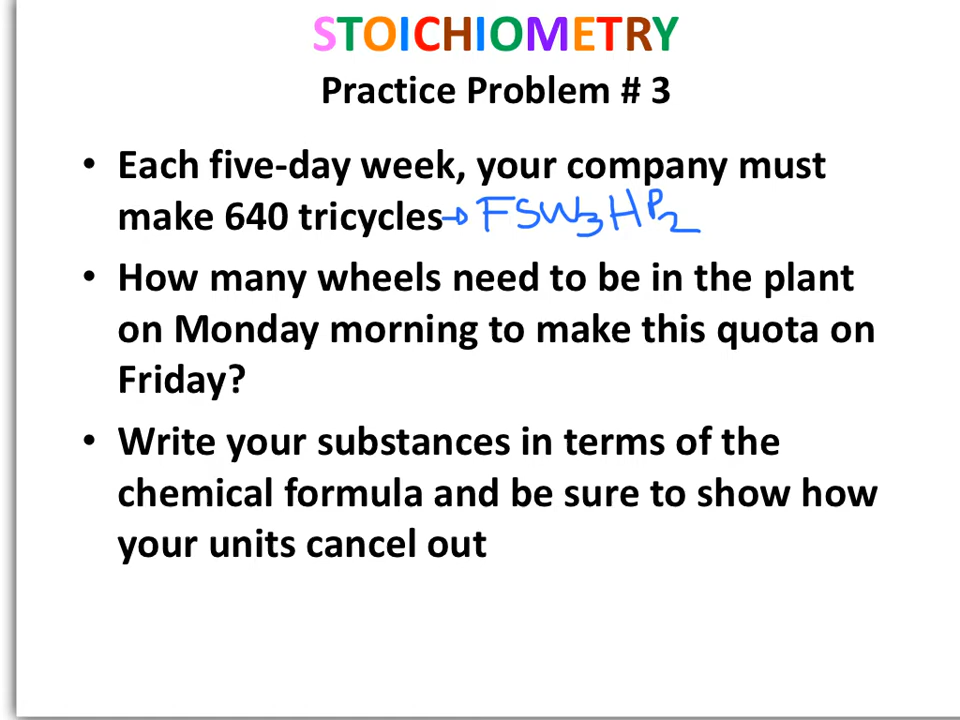 STOICHIOMETRY
Practice Problem # 3
• Each five-day week, your company must
make 640 tricycles → FSW₃HP₂
• How many wheels need to be in the plant
on Monday morning to make this quota on
Friday?
• Write your substances in terms of the
chemical formula and be sure to show how
your units cancel out